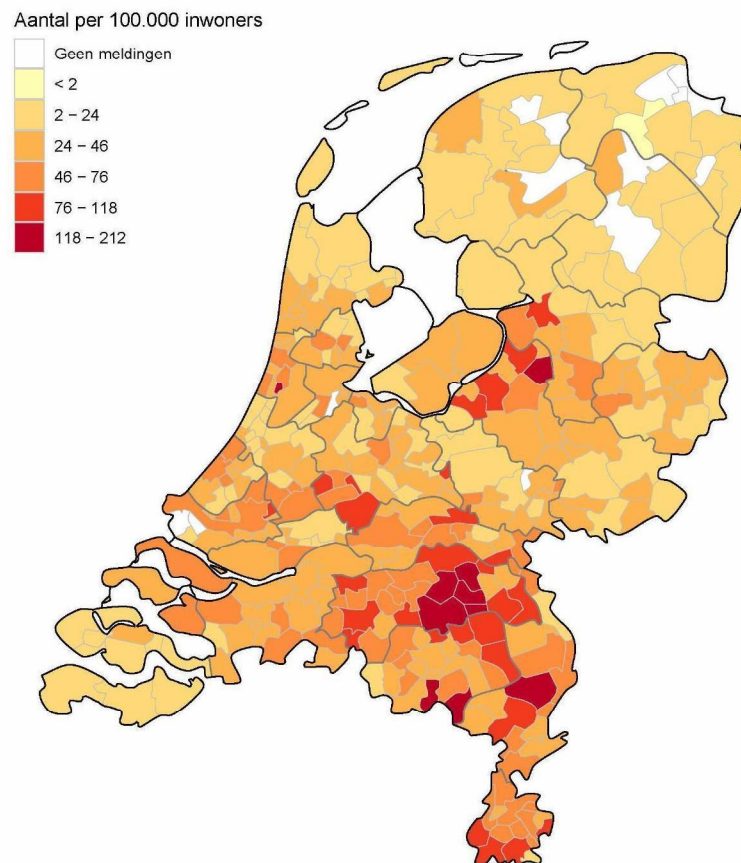 Aantal per 100.000 inwoners
Geen meldingen
< 2
2 – 24
24 – 46
46 – 76
76 – 118
118 – 212